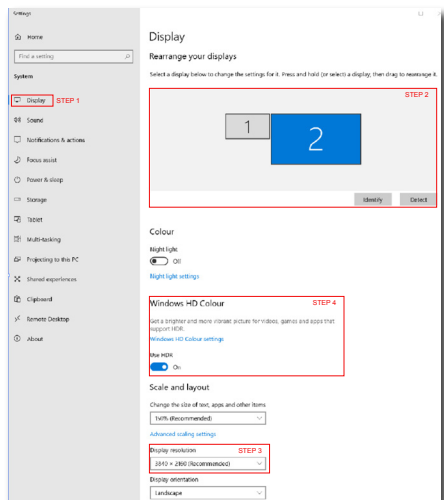 Settings
Home
Find a setting
System
Display STEP 1
Sound
Notifications & actions
Focus assist
Power & sleep
Storage
Tablet
Multi-tasking
Projecting to this PC
Shared experiences
Clipboard
Remote Desktop
About
Display
Rearrange your displays
Select a display below to change the settings for it. Press and hold (or select) a display, then drag to rearrange it.
STEP 2
1
2
Identify Detect
Colour
Night light
Off
Night light settings
Windows HD Colour STEP 4
Get a brighter and more vibrant picture for videos, games and apps that
support HDR.
Windows HD Colour settings
Use HDR
On
Scale and layout
Change the size of text, apps and other items
150% (Recommended)
Advanced scaling settings
Display resolution STEP 3
3840 × 2160 (Recommended)
Display orientation
Landscape